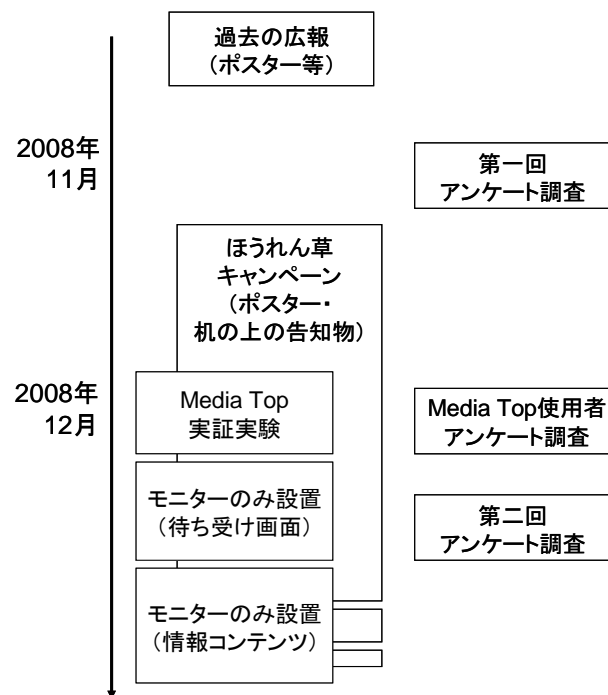 過去の広報
（ポスター等）
2008年
11月
第一回
アンケート調査
ほうれん草
キャンペーン
（ポスター・
机の上の告知物）
2008年
12月
Media Top
実証実験
Media Top使用者
アンケート調査
モニターのみ設置
（待ち受け画面）
第二回
アンケート調査
モニターのみ設置
（情報コンテンツ）